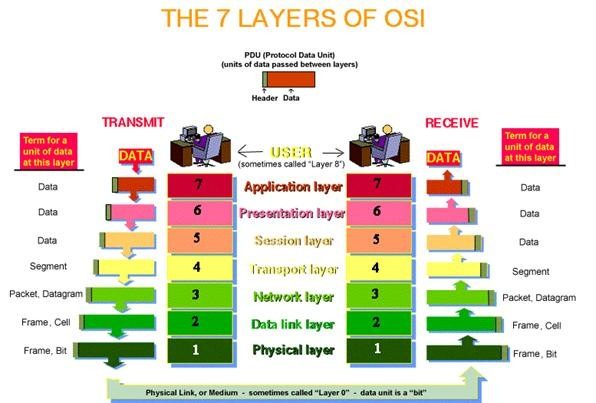 THE 7 LAYERS OF OSI
PDU (Protocol Data Unit)
(units of data passed between layers)
Header Data
TRANSMIT
RECEIVE
Term for a
unit of data
at this layer
DATA
USER
(sometimes called "Layer 8")
DATA
Term for a
unit of data
at this layer
Data 7 Application layer 7 Data
Data 6 Presentation layer 6 Data
Data 5 Session layer 5 Data
Segment 4 Transport layer 4 Segment
Packet, Datagram 3 Network layer 3 Packet, Datagram
Frame, Cell 2 Data link layer 2 Frame, Cell
Frame, Bit 1 Physical layer 1 Frame, Bit
Physical Link, or Medium - sometimes called "Layer 0" - data unit is a "bit"